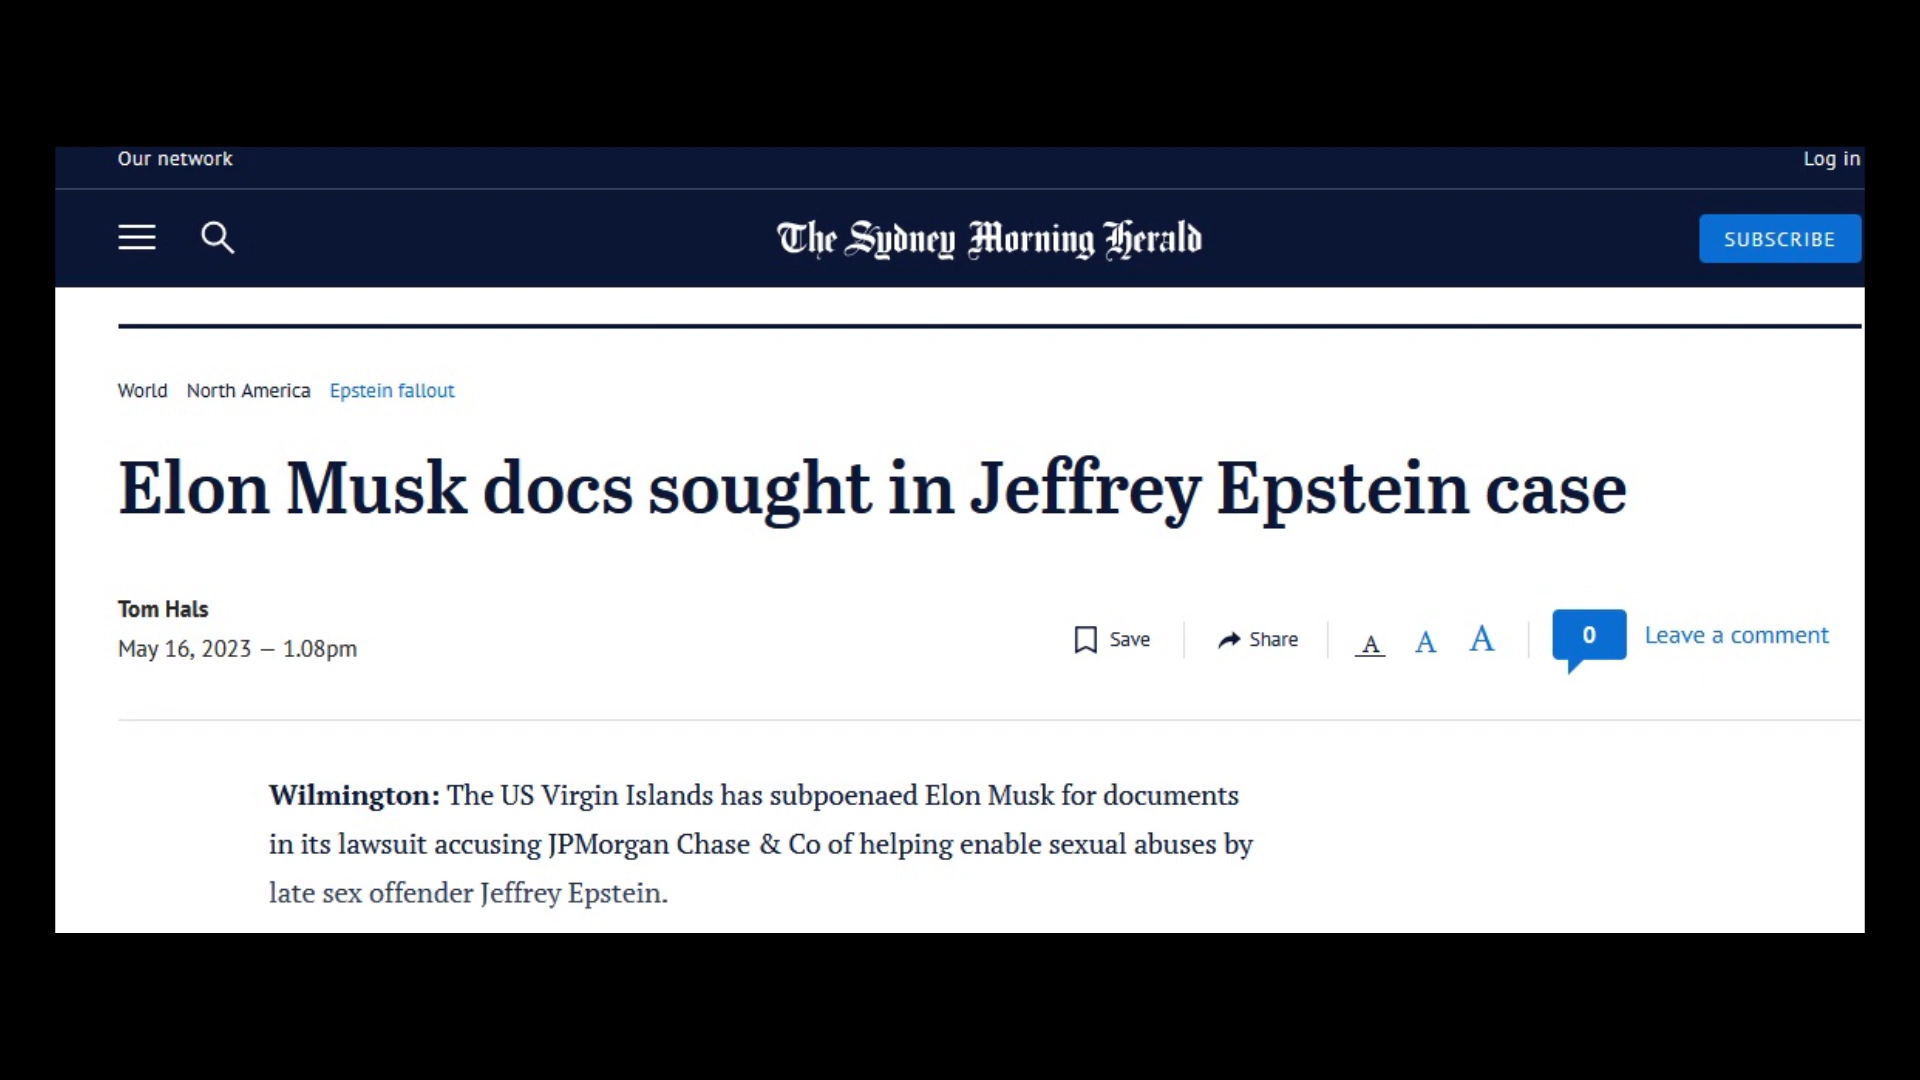 Our network Log in
The Sydney Morning Herald SUBSCRIBE
World North America Epstein fallout
Elon Musk docs sought in Jeffrey Epstein case
Tom Hals
May 16, 2023 — 1.08pm
Save Share A A A 0 Leave a comment
Wilmington: The US Virgin Islands has subpoenaed Elon Musk for documents
in its lawsuit accusing JPMorgan Chase & Co of helping enable sexual abuses by
late sex offender Jeffrey Epstein.